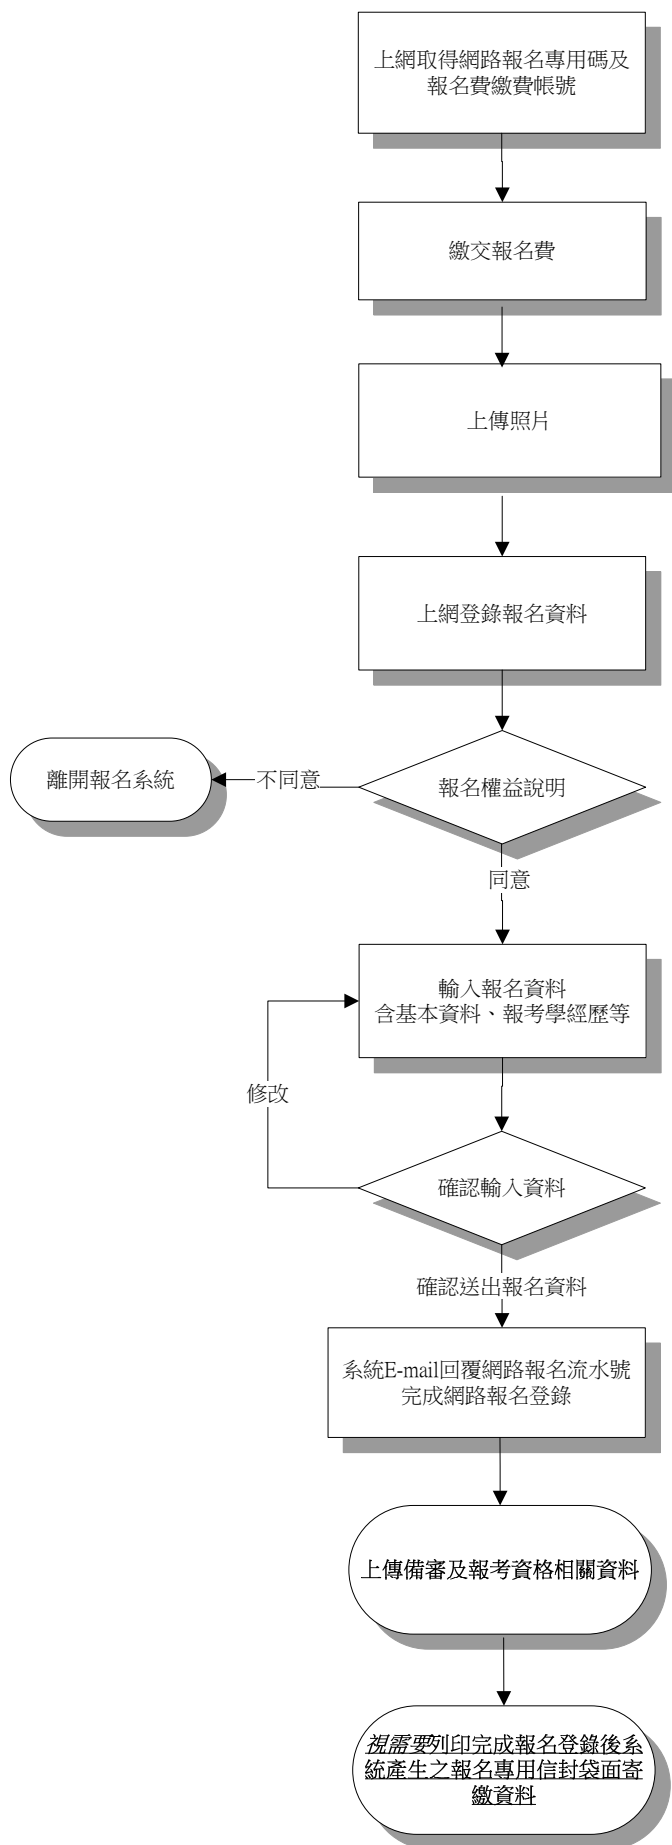 上網取得網路報名專用碼及
報名費繳費帳號
繳交報名費
上傳照片
上網登錄報名資料
報名權益說明
不同意
離開報名系統
同意
輸入報名資料
含基本資料、報考學經歷等
修改
確認輸入資料
確認送出報名資料
系統E-mail回覆網路報名流水號
完成網路報名登錄
上傳備審及報考資格相關資料
視需要列印完成報名登錄後系
統產生之報名專用信封袋面寄
繳資料